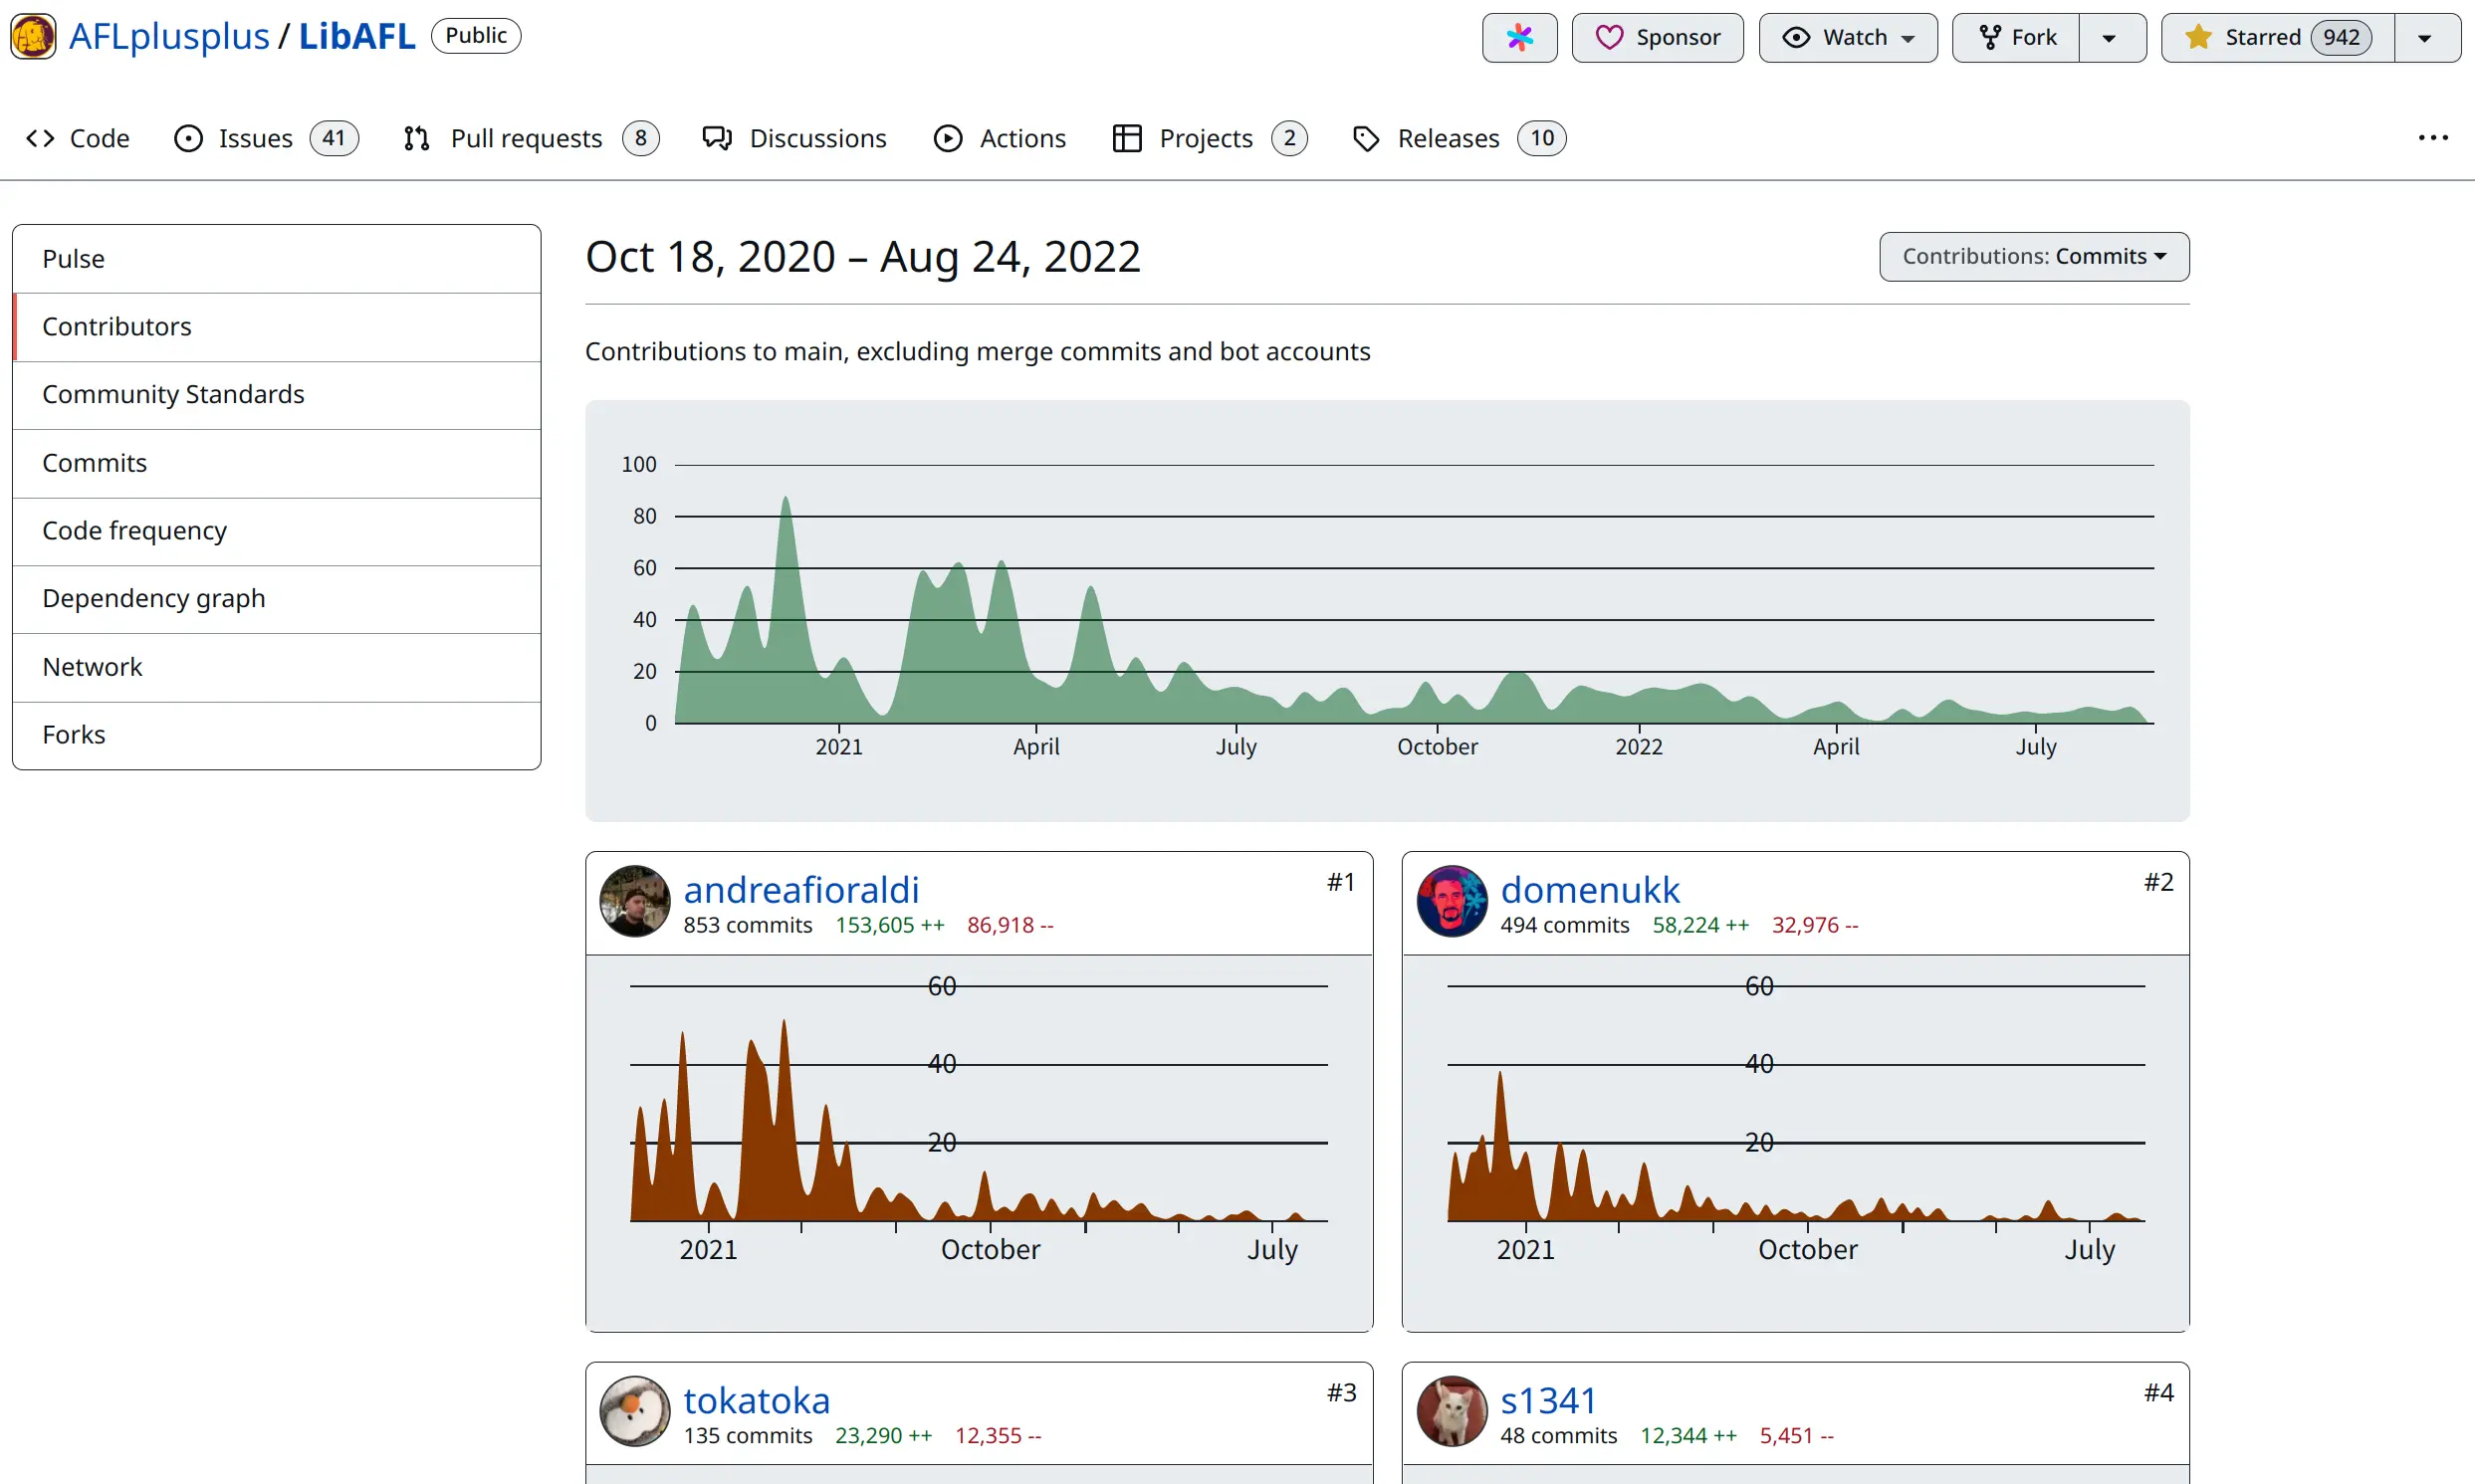 AFLplusplus / LibAFL Public
Sponsor Watch Fork Starred 942
Code Issues 41 Pull requests 8 Discussions Actions Projects 2 Releases 10
Pulse
Contributors
Community Standards
Commits
Code frequency
Dependency graph
Network
Forks
Oct 18, 2020 – Aug 24, 2022
Contributions: Commits
Contributions to main, excluding merge commits and bot accounts
100
80
60
40
20
0
2021 April July October 2022 April July
andreafioraldi #1
853 commits 153,605 ++ 86,918 --
60
40
20
2021 October July
domenukk #2
494 commits 58,224 ++ 32,976 --
60
40
20
2021 October July
tokatoka #3
135 commits 23,290 ++ 12,355 --
s1341 #4
48 commits 12,344 ++ 5,451 --